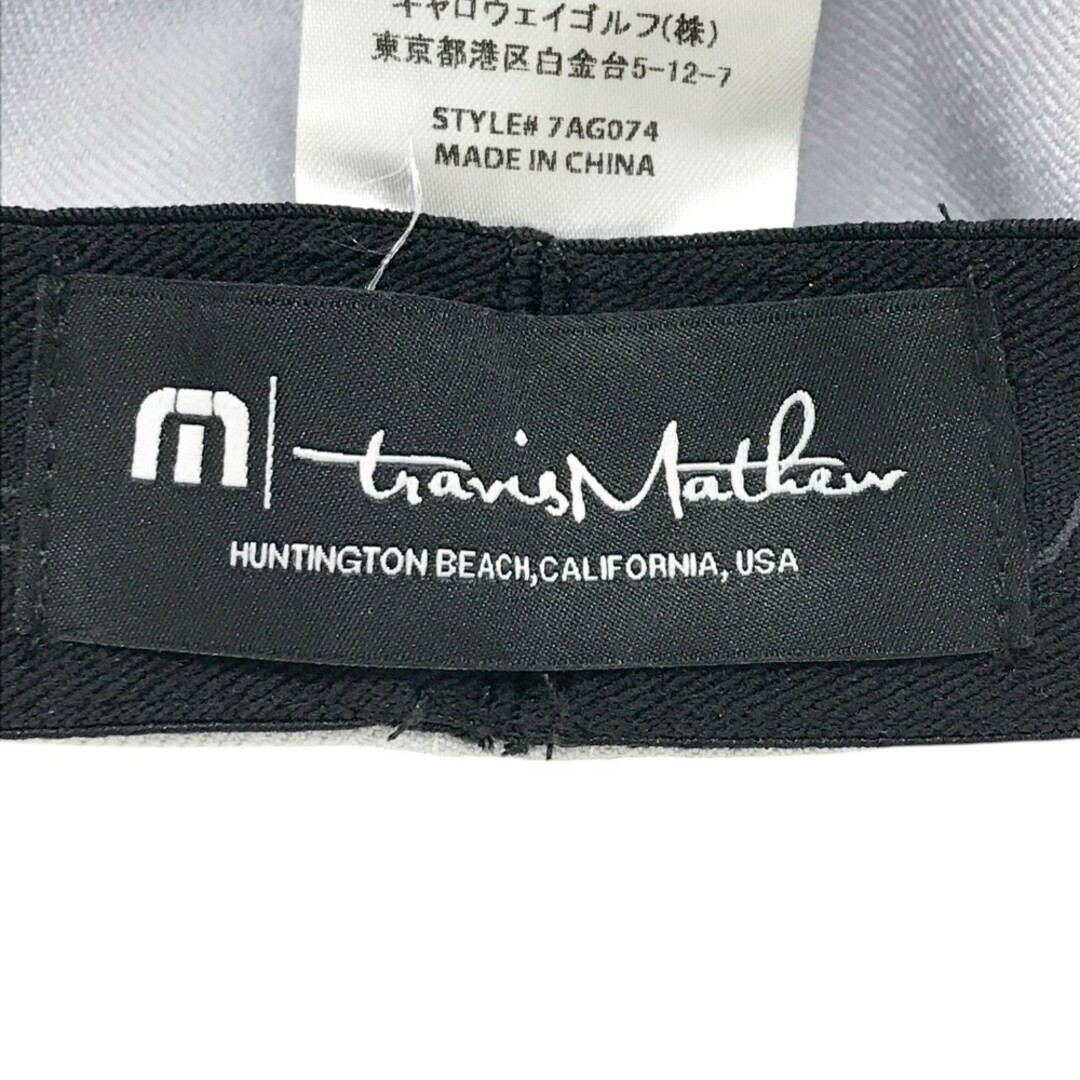 キャロウェイゴルフ(株)
東京都港区白金台5-12-7
STYLE# 7AG074
MADE IN CHINA
travisMathew
HUNTINGTON BEACH,CALIFORNIA, USA